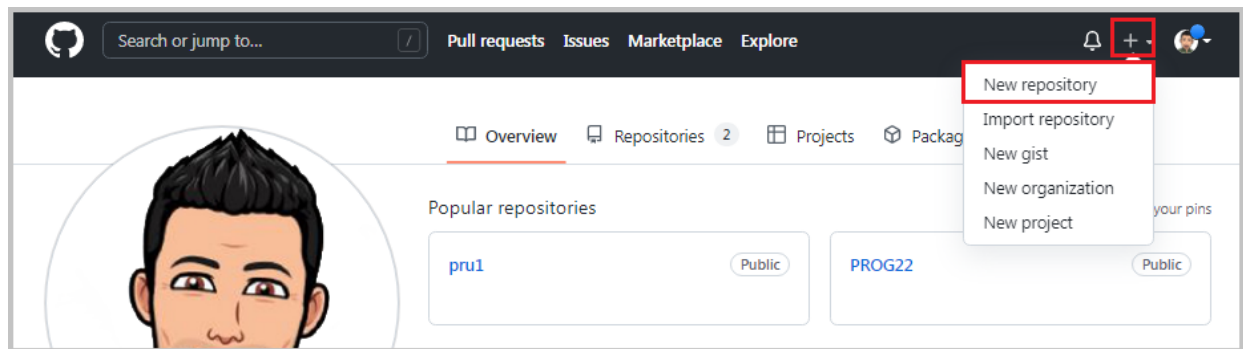 Search or jump to... /
Pull requests Issues Marketplace Explore
New repository
Import repository
New gist
New organization
New project
Overview Repositories 2 Projects Packag
Popular repositories
your pins
pru1 Public
PROG22 Public